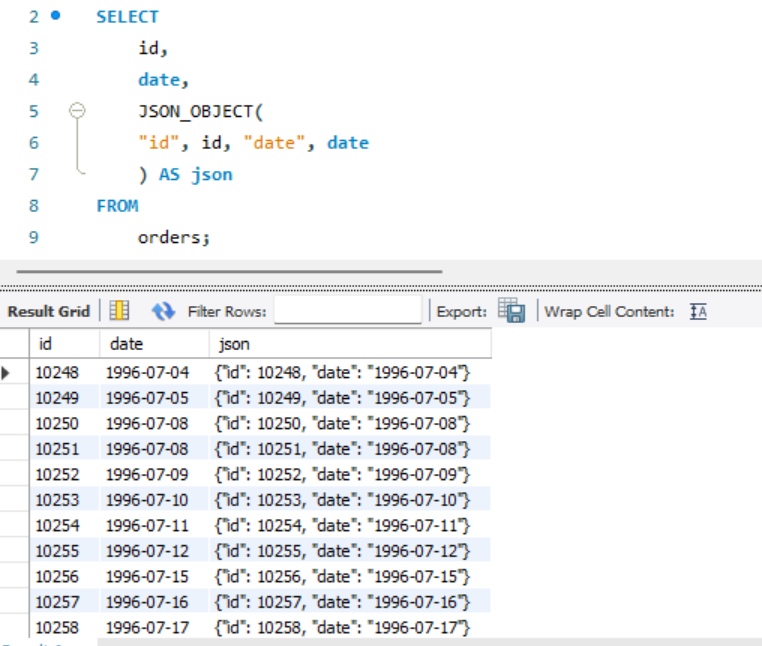 2 SELECT
3 id,
4 date,
5 JSON_OBJECT(
6 "id", id, "date", date
7 ) AS json
8 FROM
9 orders;
Result Grid Filter Rows: Export: Wrap Cell Content: IA
id date json
10248 1996-07-04 {"id": 10248, "date": "1996-07-04"}
10249 1996-07-05 {"id": 10249, "date": "1996-07-05"}
10250 1996-07-08 {"id": 10250, "date": "1996-07-08"}
10251 1996-07-08 {"id": 10251, "date": "1996-07-08"}
10252 1996-07-09 {"id": 10252, "date": "1996-07-09"}
10253 1996-07-10 {"id": 10253, "date": "1996-07-10"}
10254 1996-07-11 {"id": 10254, "date": "1996-07-11"}
10255 1996-07-12 {"id": 10255, "date": "1996-07-12"}
10256 1996-07-15 {"id": 10256, "date": "1996-07-15"}
10257 1996-07-16 {"id": 10257, "date": "1996-07-16"}
10258 1996-07-17 {"id": 10258, "date": "1996-07-17"}